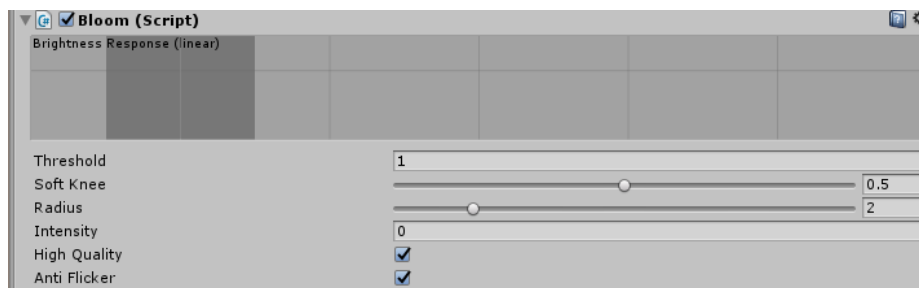 Bloom (Script)
Brightness Response (linear)
Threshold 1
Soft Knee 0.5
Radius 2
Intensity 0
High Quality
Anti Flicker